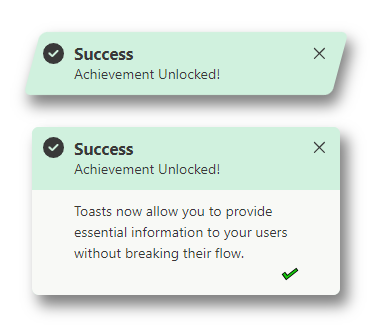 Success
Achievement Unlocked!
Success
Achievement Unlocked!
Toasts now allow you to provide
essential information to your users
without breaking their flow.